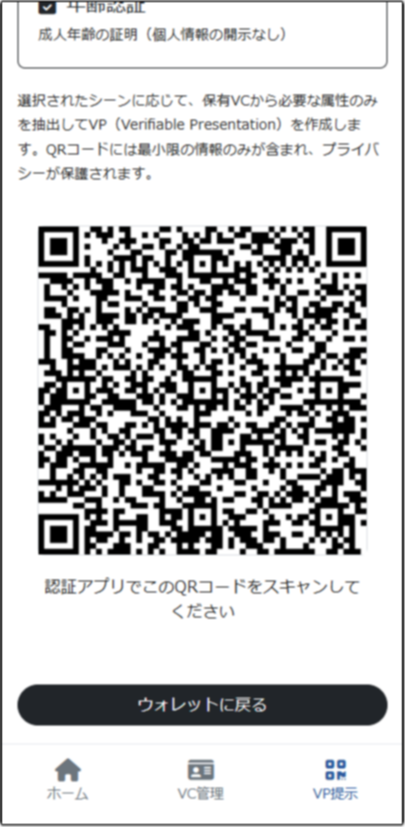 年齢認証
成人年齢の証明（個人情報の開示なし）
選択されたシーンに応じて、保有VCから必要な属性のみ
を抽出してVP（Verifiable Presentation）を作成しま
す。QRコードには最小限の情報のみが含まれ、プライバ
シーが保護されます。
認証アプリでこのQRコードをスキャンして
ください
ウォレットに戻る
ホーム
VC管理
VP提示